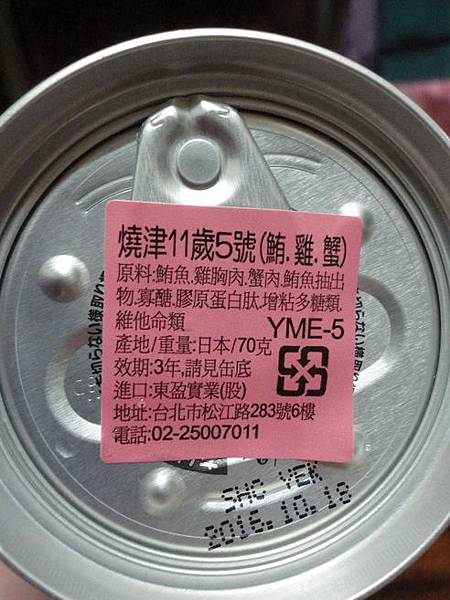 燒津11歲5號(鮪.雞.蟹)
原料:鮪魚.雞胸肉.蟹肉.鮪魚抽出
物.寡醣.膠原蛋白肽.增粘多糖類.
維他命類
YME-5
產地/重量:日本/70克
效期:3年,請見缶底
進口:東盈實業(股)
地址:台北市松江路283號6樓
電話:02-25007011
SHC YEK
2016.10.18